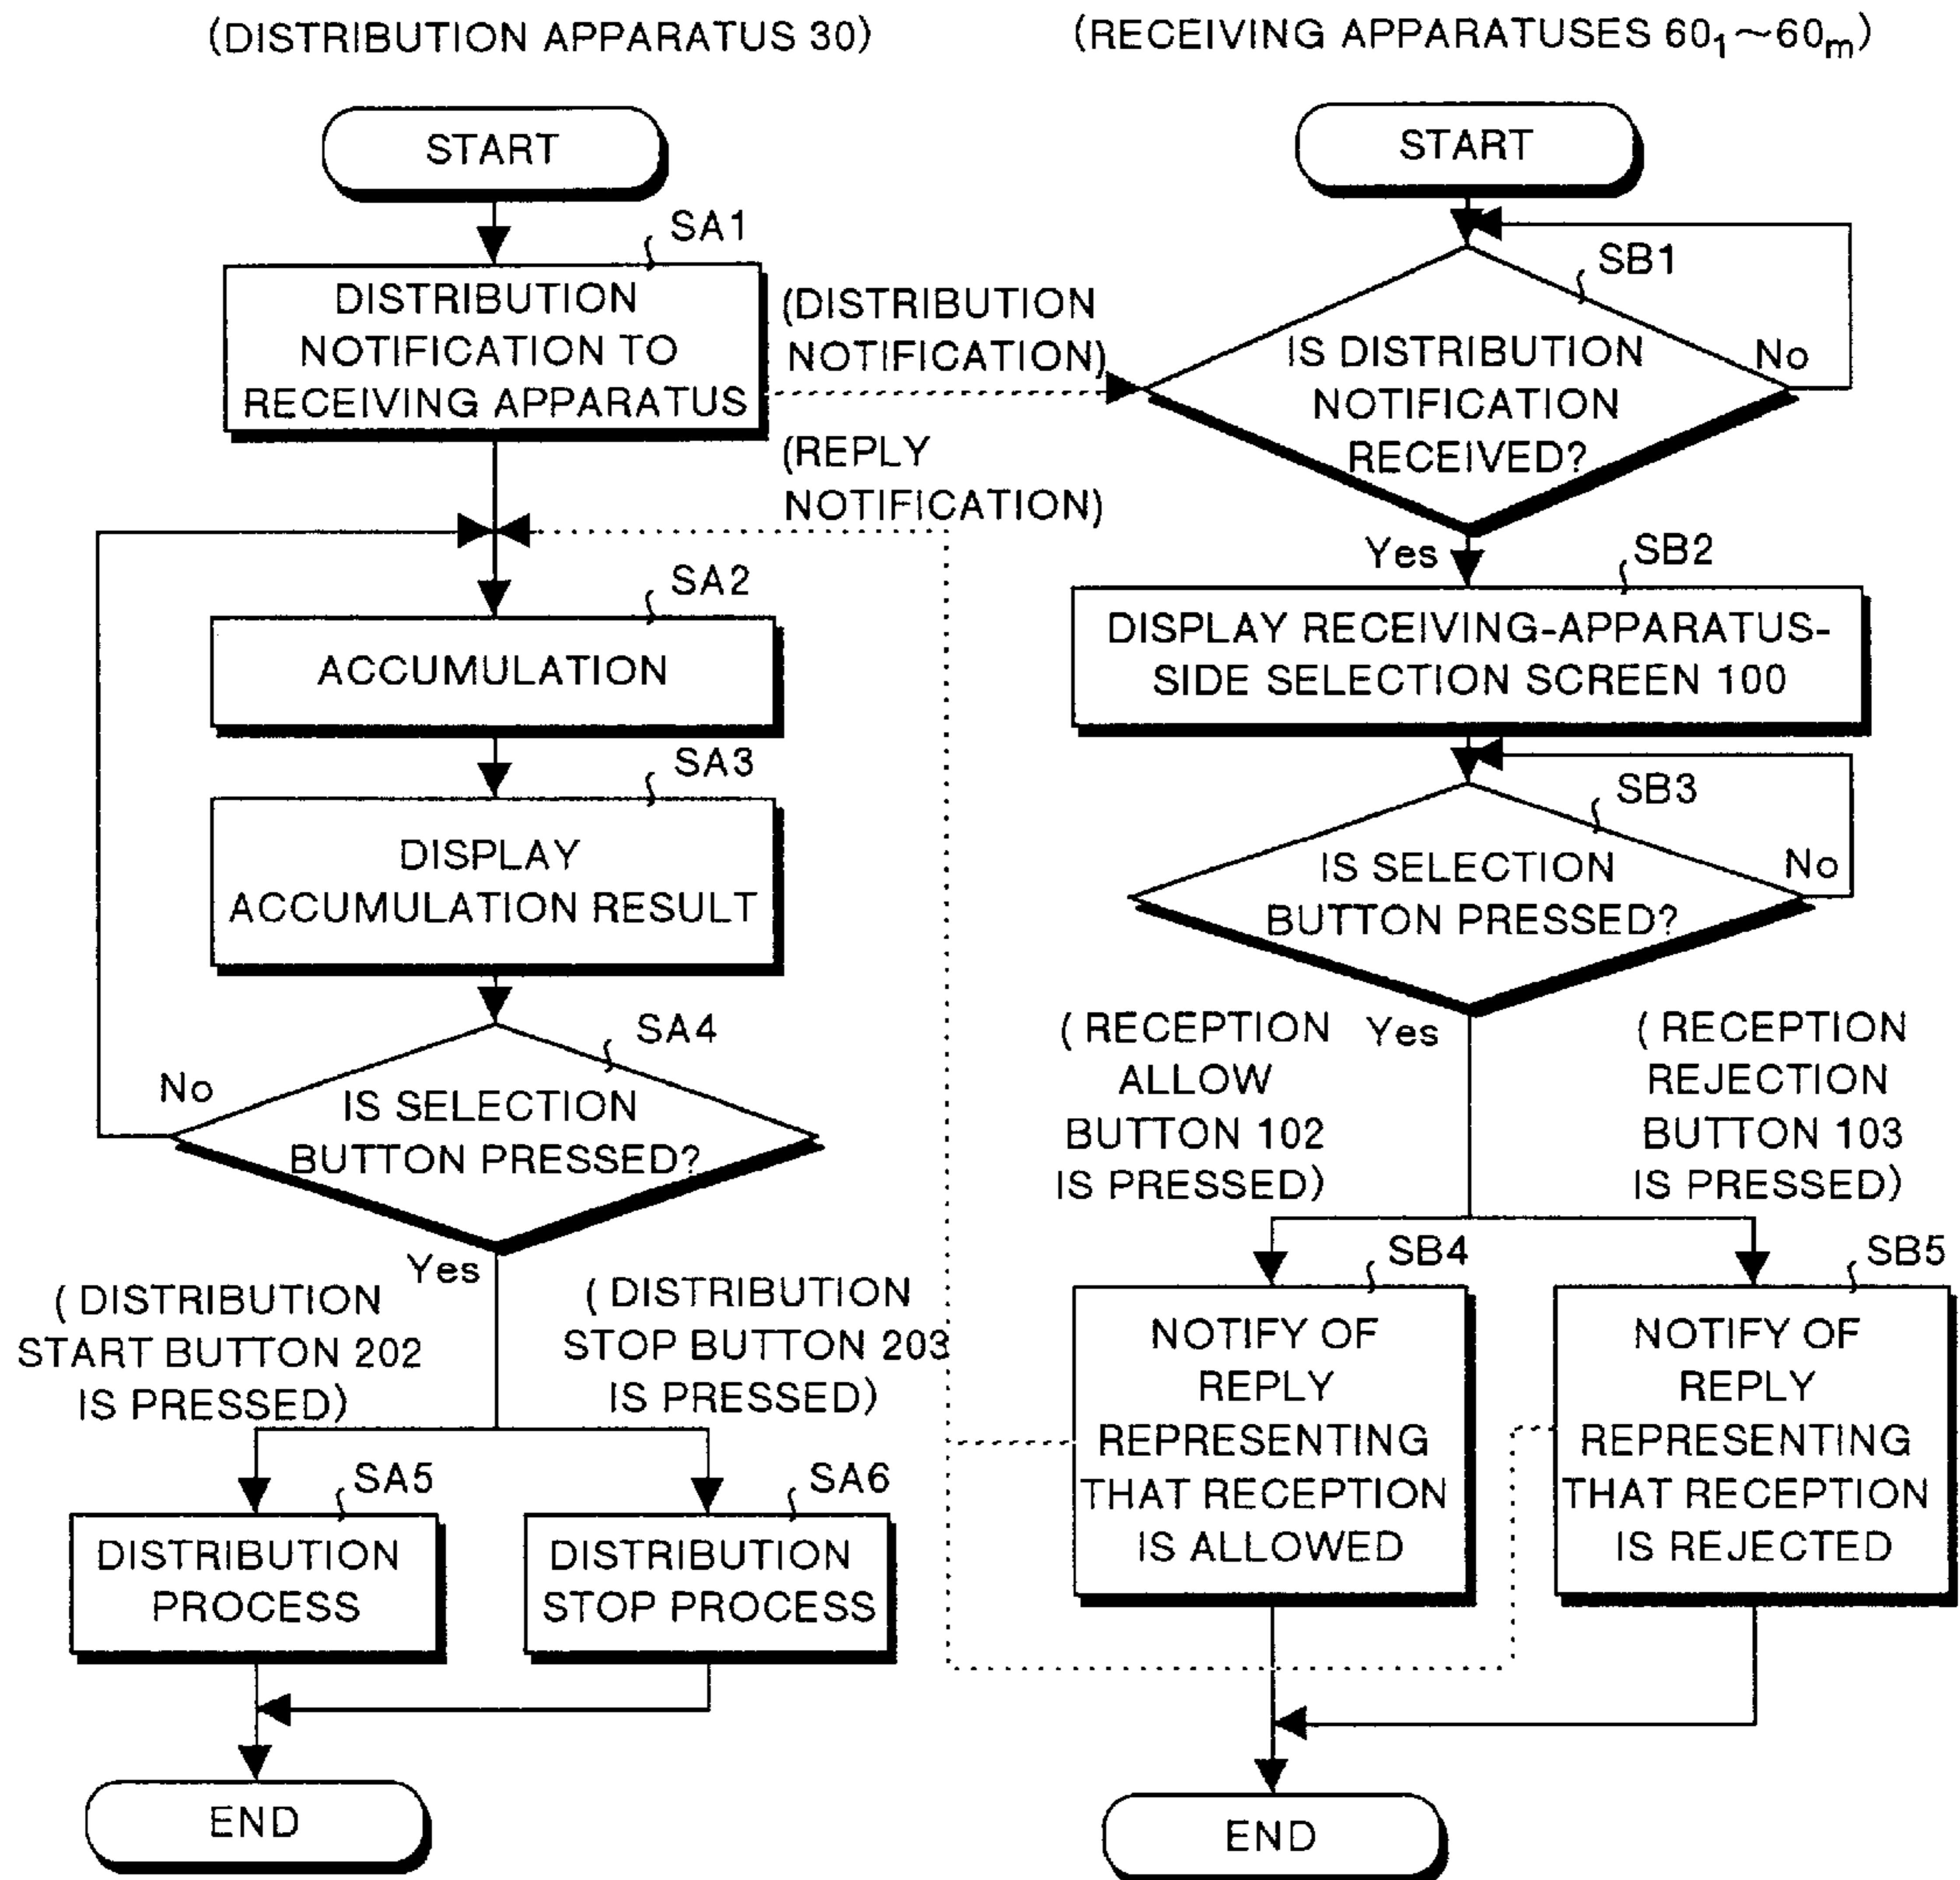 (DISTRIBUTION APPARATUS 30)
START
SA1
DISTRIBUTION
NOTIFICATION TO
RECEIVING APPARATUS
(DISTRIBUTION
NOTIFICATION)
(REPLY
NOTIFICATION)
SA2
ACCUMULATION
SA3
DISPLAY
ACCUMULATION RESULT
SA4
IS SELECTION
BUTTON PRESSED?
No
Yes
( DISTRIBUTION
START BUTTON 202
IS PRESSED)
( DISTRIBUTION
STOP BUTTON 203
IS PRESSED)
SA5
DISTRIBUTION
PROCESS
SA6
DISTRIBUTION
STOP PROCESS
END
(RECEIVING APPARATUSES 60₁~60ₘ)
START
SB1
IS DISTRIBUTION
NOTIFICATION
RECEIVED?
No
Yes
SB2
DISPLAY RECEIVING-APPARATUS-
SIDE SELECTION SCREEN 100
SB3
IS SELECTION
BUTTON PRESSED?
No
Yes
( RECEPTION
ALLOW
BUTTON 102
IS PRESSED)
( RECEPTION
REJECTION
BUTTON 103
IS PRESSED)
SB4
NOTIFY OF
REPLY
REPRESENTING
THAT RECEPTION
IS ALLOWED
SB5
NOTIFY OF
REPLY
REPRESENTING
THAT RECEPTION
IS REJECTED
END